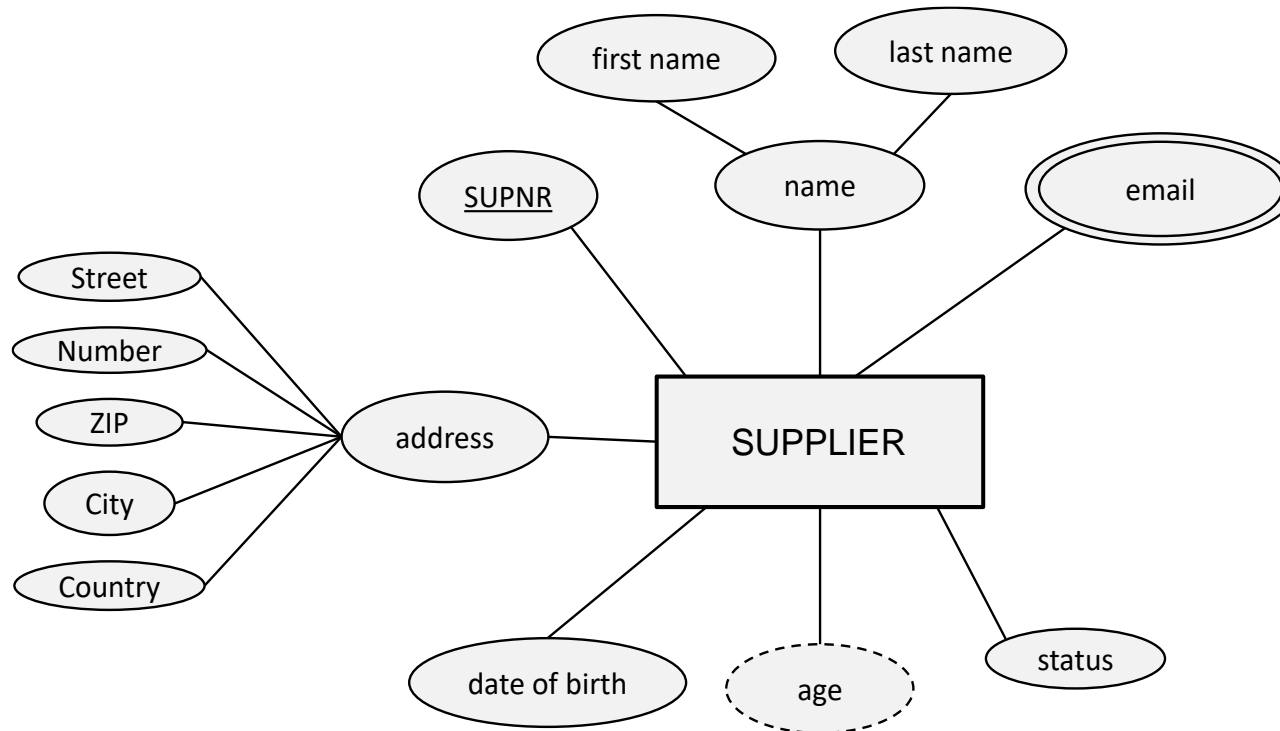 first name
last name
SUPNR
name
email
Street
Number
ZIP
City
Country
address
SUPPLIER
date of birth
age
status